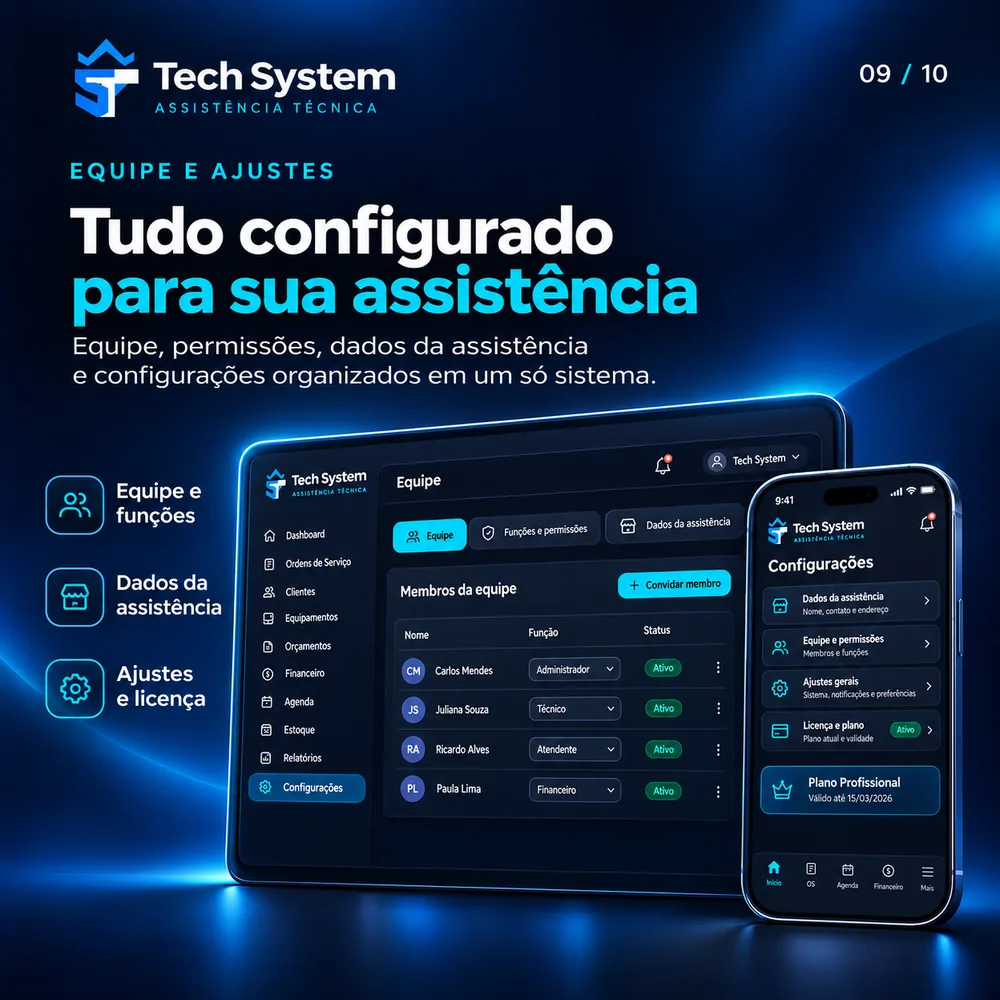 Tech System
ASSISTÊNCIA TÉCNICA
09 / 10
EQUIPE E AJUSTES
Tudo configurado
para sua assistência
Equipe, permissões, dados da assistência
e configurações organizados em um só sistema.
Equipe e
funções
Dados da
assistência
Ajustes
e licença
Tech System
ASSISTÊNCIA TÉCNICA
Dashboard
Ordens de Serviço
Clientes
Equipamentos
Orçamentos
Financeiro
Agenda
Estoque
Relatórios
Configurações
Equipe
Tech System
Equipe
Funções e permissões
Dados da assistência
Membros da equipe
+ Convidar membro
Nome Função Status
CM Carlos Mendes Administrador Ativo
JS Juliana Souza Técnico Ativo
RA Ricardo Alves Atendente Ativo
PL Paula Lima Financeiro Ativo
9:41
Tech System
ASSISTÊNCIA TÉCNICA
Configurações
Dados da assistência
Nome, contato e endereço
Equipe e permissões
Membros e funções
Ajustes gerais
Sistema, notificações e preferências
Licença e plano
Plano atual e validade
Ativo
Plano Profissional
Válido até 15/03/2026
Início
OS
Agenda
Financeiro
Mais